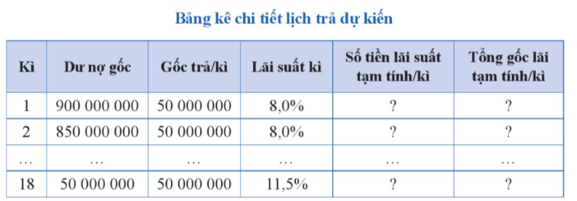 Bảng kê chi tiết lịch trả dự kiến
Kì Dư nợ gốc Gốc trả/kì Lãi suất kì Số tiền lãi suất tạm tính/kì Tổng gốc lãi tạm tính/kì
1 900 000 000 50 000 000 8,0% ? ?
2 850 000 000 50 000 000 8,0% ? ?
... ... ... ... ... ...
18 50 000 000 50 000 000 11,5% ? ?